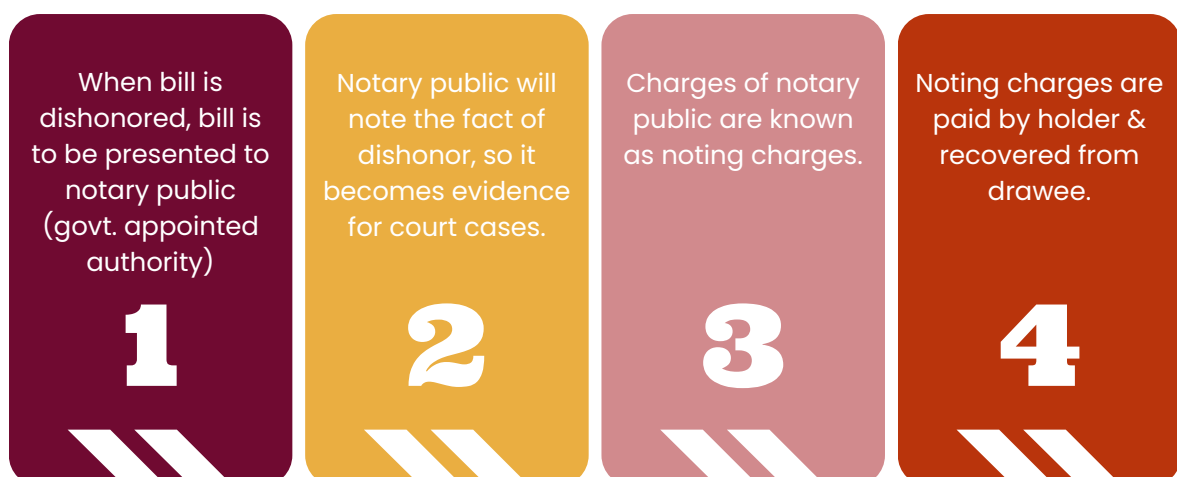 When bill is
dishonored, bill is
to be presented to
notary public
(govt. appointed
authority)
1
Notary public will
note the fact of
dishonor, so it
becomes evidence
for court cases.
2
Charges of notary
public are known
as noting charges.
3
Noting charges are
paid by holder &
recovered from
drawee.
4